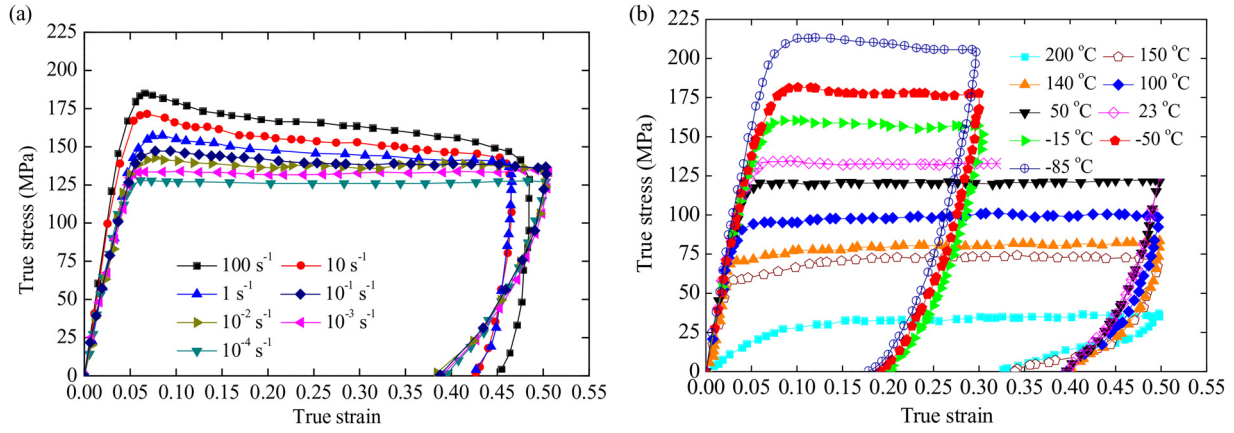 (a)
True stress (MPa)
225
200
175
150
125
100
75
50
25
0
0.00 0.05 0.10 0.15 0.20 0.25 0.30 0.35 0.40 0.45 0.50 0.55
True strain
100 s⁻¹ 10 s⁻¹
1 s⁻¹ 10⁻¹ s⁻¹
10⁻² s⁻¹ 10⁻³ s⁻¹
10⁻⁴ s⁻¹
(b)
True stress (MPa)
225
200
175
150
125
100
75
50
25
0
0.00 0.05 0.10 0.15 0.20 0.25 0.30 0.35 0.40 0.45 0.50 0.55
True strain
200 °C 150 °C
140 °C 100 °C
50 °C 23 °C
-15 °C -50 °C
-85 °C